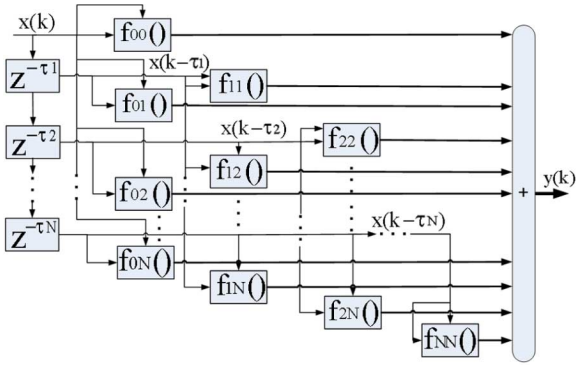 x(k)
f00()
z-τ1
x(k-τ1)
f11()
f01()
z-τ2
x(k-τ2)
f22()
f12()
f02()
+
y(k)
z-τN
x(k-τN)
f0N()
f1N()
f2N()
fNN()